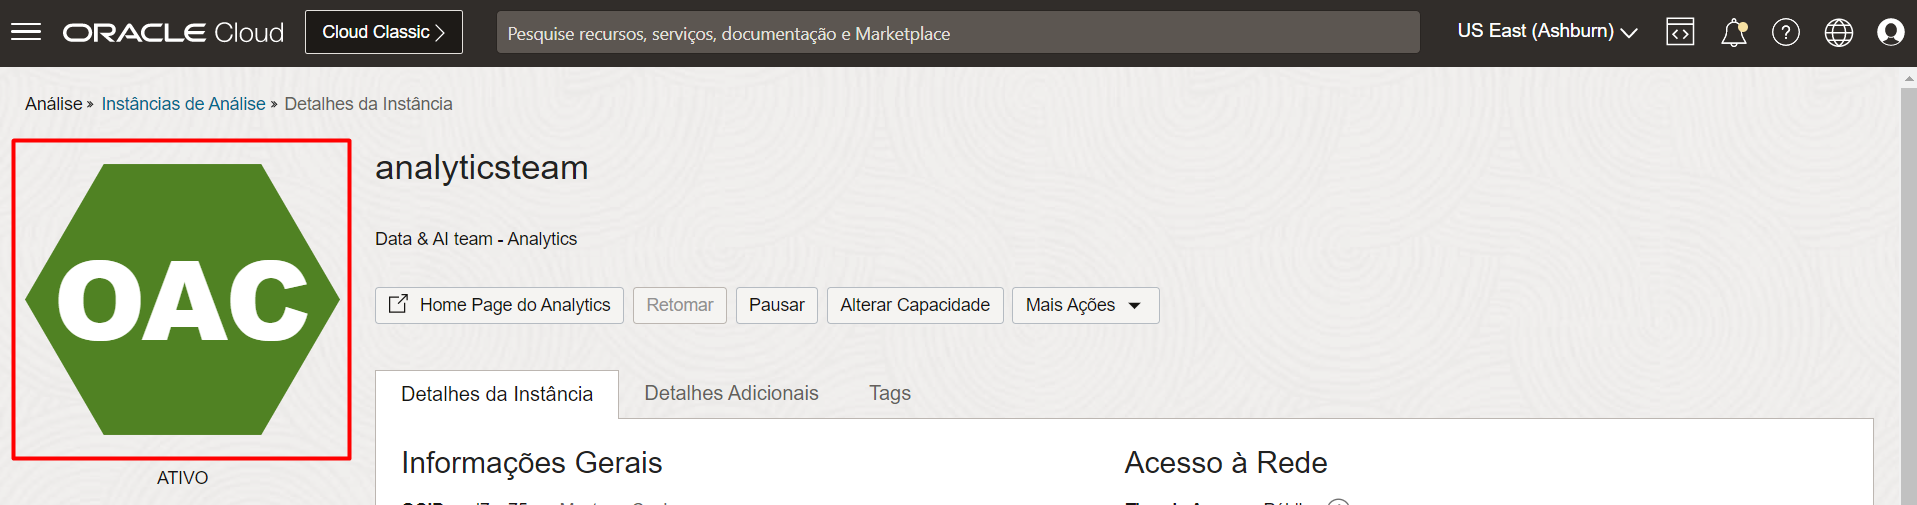 ORACLE Cloud
Cloud Classic
Pesquise recursos, serviços, documentação e Marketplace
US East (Ashburn)
Análise » Instâncias de Análise » Detalhes da Instância
OAC
ATIVO
analyticsteam
Data & AI team - Analytics
Home Page do Analytics
Retomar
Pausar
Alterar Capacidade
Mais Ações
Detalhes da Instância
Detalhes Adicionais
Tags
Informações Gerais
Acesso à Rede